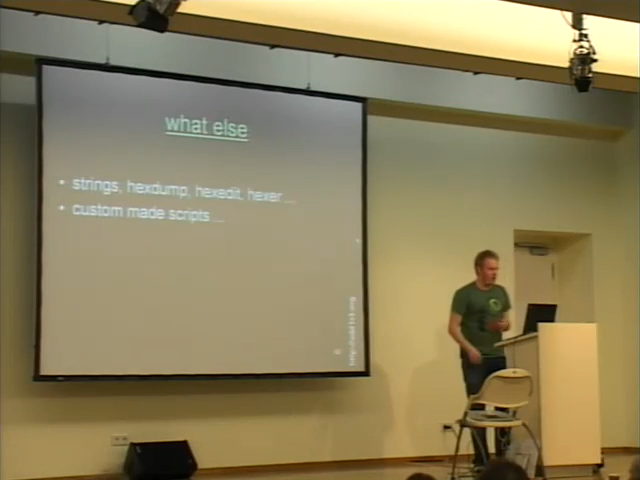 what else
• strings, hexdump, hexedit, hexer...
• custom made scripts...